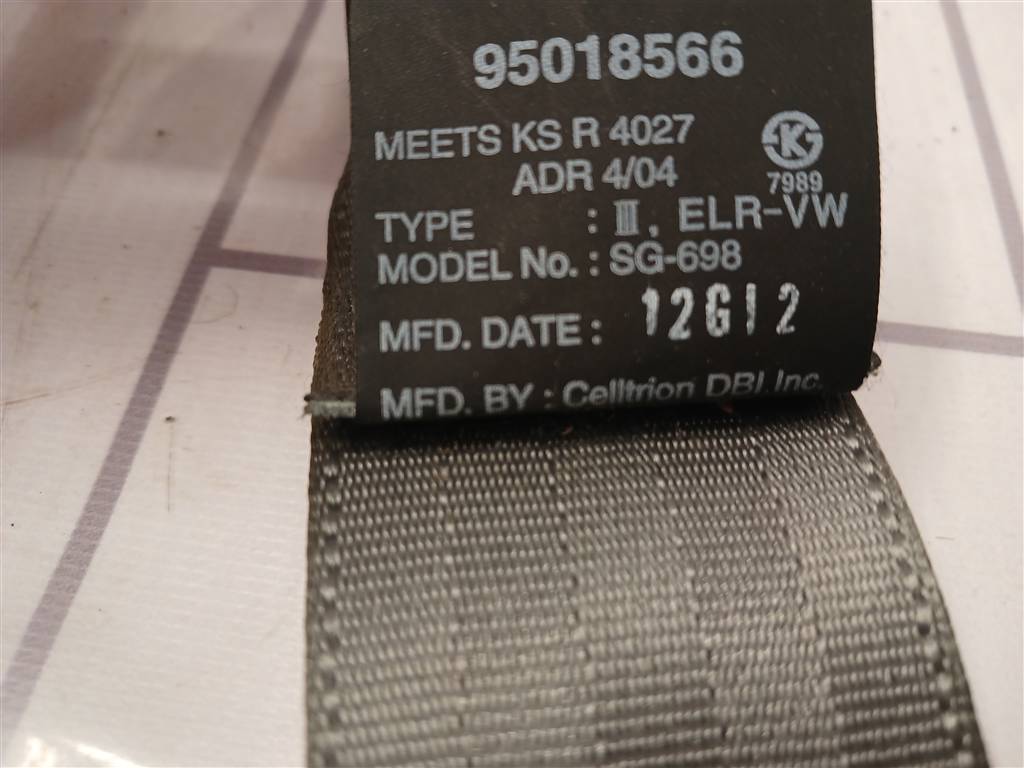 95018566
MEETS KS R 4027
ADR 4/04
7989
TYPE : III, ELR-VW
MODEL No. : SG-698
MFD. DATE : 12G12
MFD. BY : Celltrion DBI, Inc.